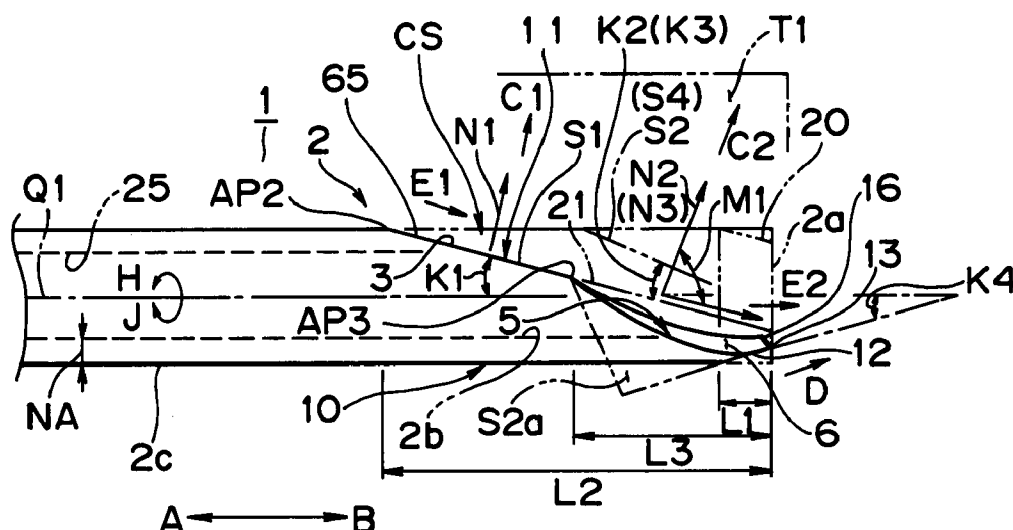 CS 11 K2(K3) T1
65 C1 (S4)
1 N1 S1 S2 C2 20
2 E1 N2 M1 16
Q1 25 AP2 21 (N3) 2a 13
H 3 K1 E2 K4
J AP3 5
NA 12
10 D
2c 2b S2a L1 6
L3
L2
A B